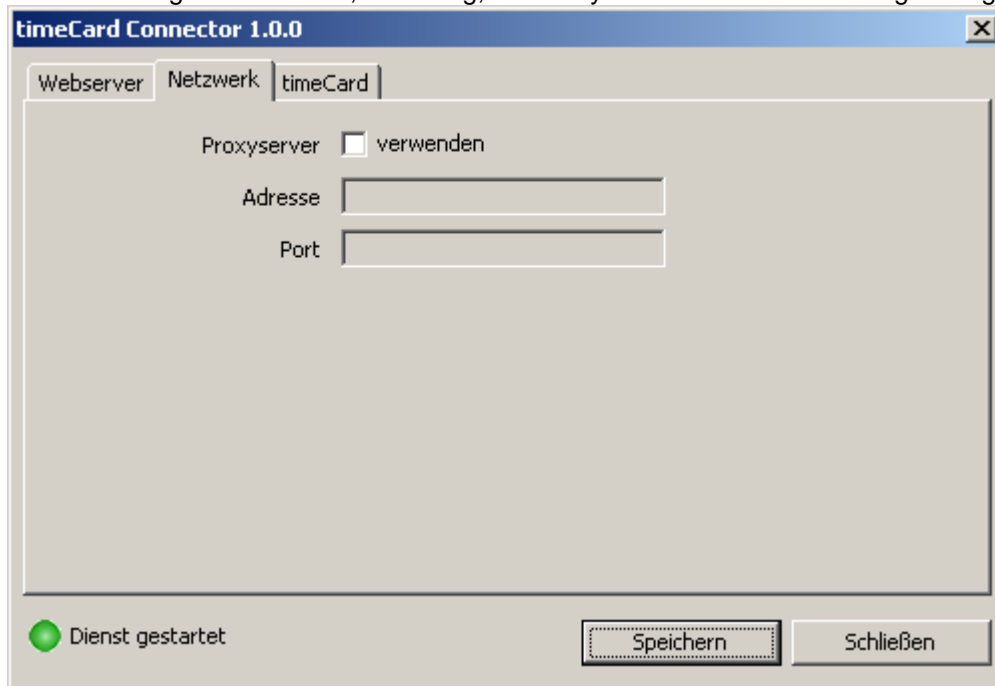 timeCard Connector 1.0.0
Webserver Netzwerk timeCard
Proxyserver verwenden
Adresse
Port
Dienst gestartet Speichern Schließen